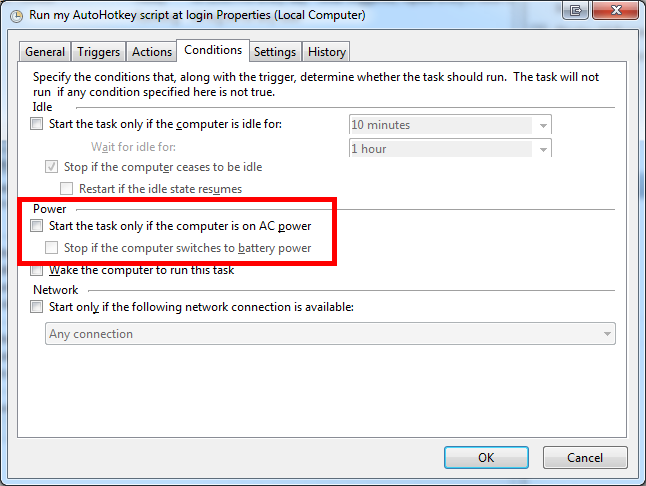 Run my AutoHotkey script at login Properties (Local Computer)
General Triggers Actions Conditions Settings History
Specify the conditions that, along with the trigger, determine whether the task should run. The task will not
run if any condition specified here is not true.
Idle
Start the task only if the computer is idle for: 10 minutes
Wait for idle for: 1 hour
Stop if the computer ceases to be idle
Restart if the idle state resumes
Power
Start the task only if the computer is on AC power
Stop if the computer switches to battery power
Wake the computer to run this task
Network
Start only if the following network connection is available:
Any connection
OK Cancel